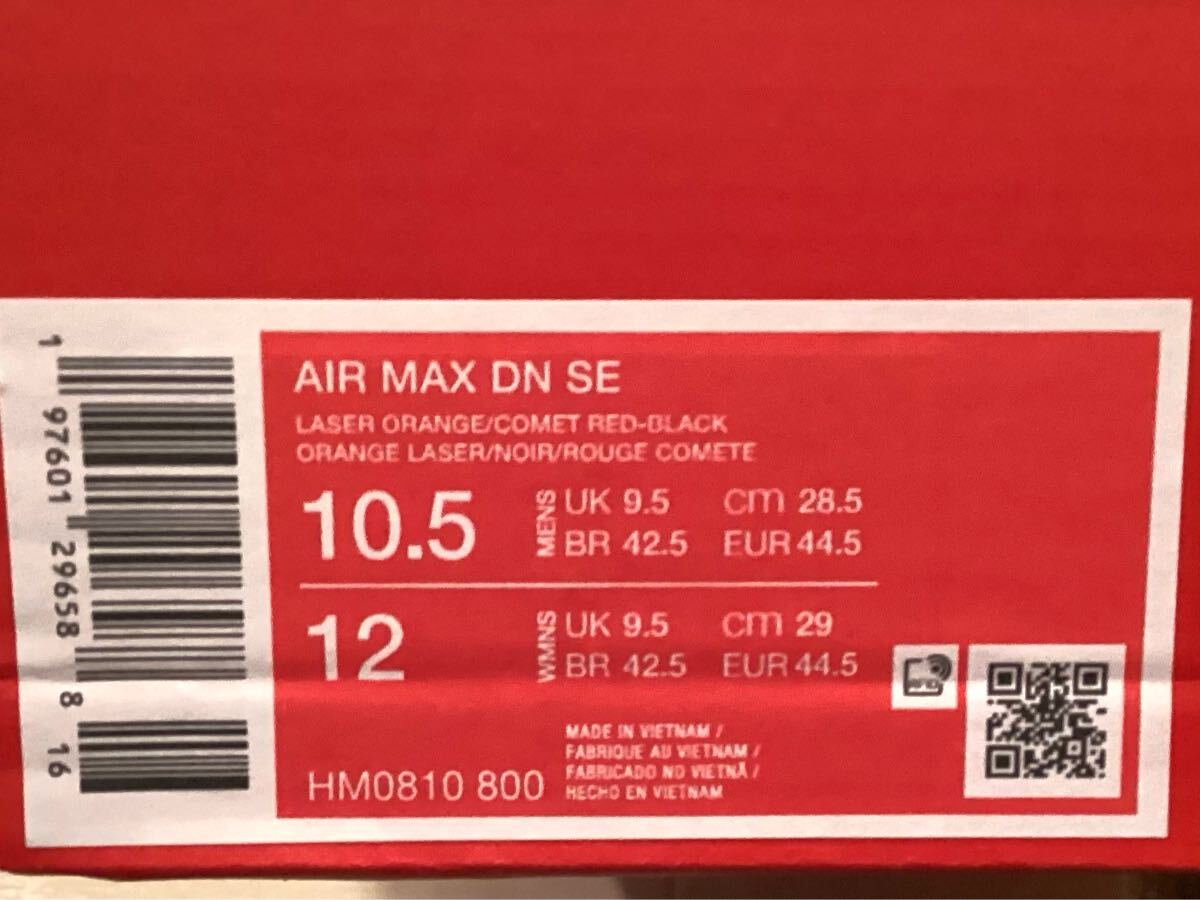 AIR MAX DN SE
LASER ORANGE/COMET RED-BLACK
ORANGE LASER/NOIR/ROUGE COMETE
10.5 MENS UK 9.5 cm 28.5
BR 42.5 EUR 44.5
12 WMNS UK 9.5 cm 29
BR 42.5 EUR 44.5
HM0810 800
MADE IN VIETNAM /
FABRIQUE AU VIETNAM /
FABRICADO NO VIETNÃ /
HECHO EN VIETNAM
1 97601 29658 8 16
RFID